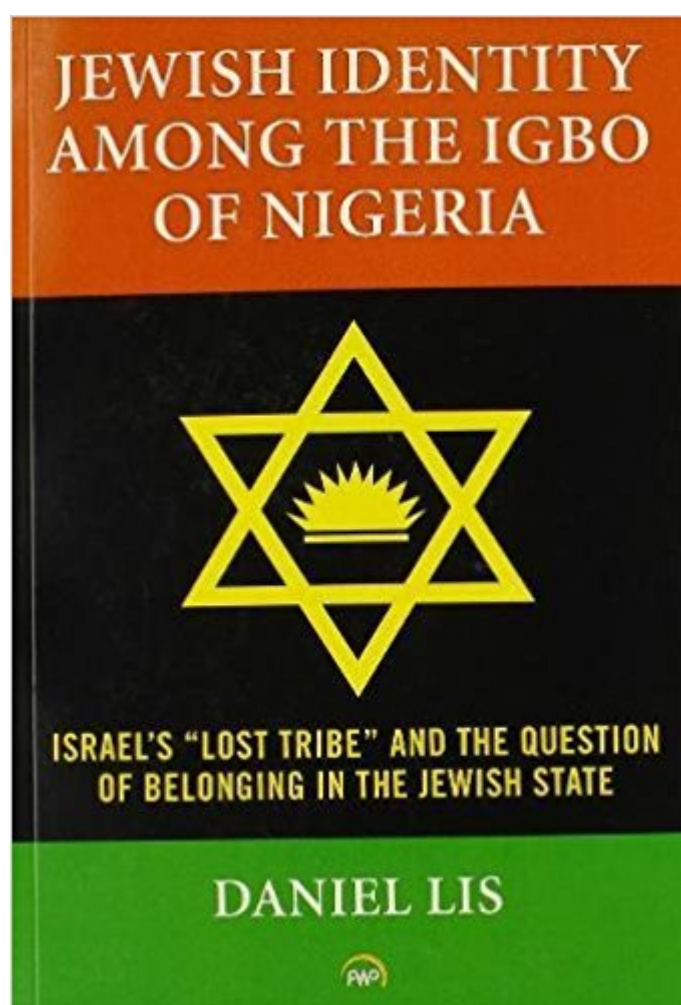 JEWISH IDENTITY
AMONG THE IGBO
OF NIGERIA
ISRAEL'S “LOST TRIBE” AND THE QUESTION
OF BELONGING IN THE JEWISH STATE
DANIEL LIS
AWP